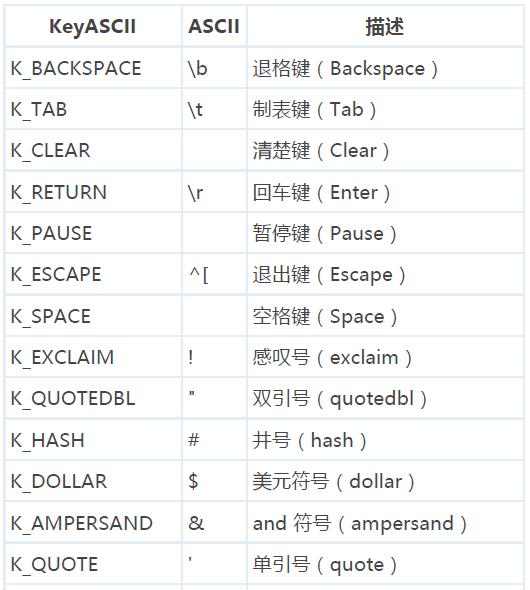 KeyASCII ASCII 描述
K_BACKSPACE \b 退格键（Backspace）
K_TAB \t 制表键（Tab）
K_CLEAR 清楚键（Clear）
K_RETURN \r 回车键（Enter）
K_PAUSE 暂停键（Pause）
K_ESCAPE ^[ 退出键（Escape）
K_SPACE 空格键（Space）
K_EXCLAIM ! 感叹号（exclaim）
K_QUOTEDBL " 双引号（quotedbl）
K_HASH # 井号（hash）
K_DOLLAR $ 美元符号（dollar）
K_AMPERSAND & and 符号（ampersand）
K_QUOTE ' 单引号（quote）